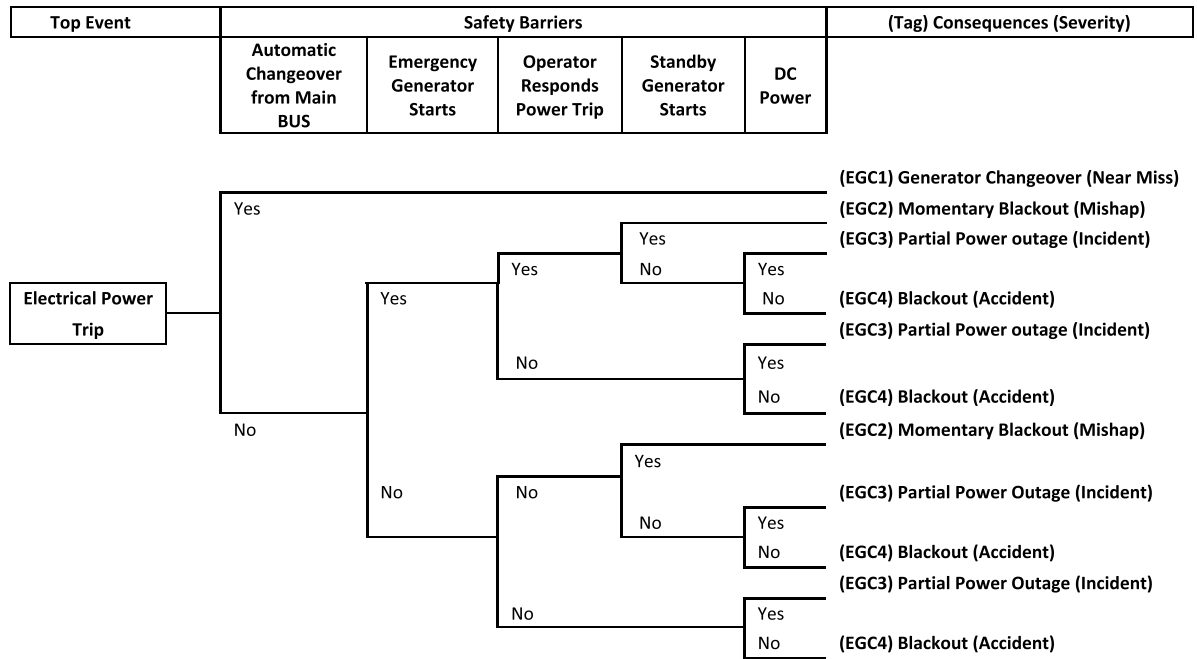 Top Event
Safety Barriers
(Tag) Consequences (Severity)
Automatic
Changeover
from Main
BUS
Emergency
Generator
Starts
Operator
Responds
Power Trip
Standby
Generator
Starts
DC
Power
(EGC1) Generator Changeover (Near Miss)
Yes
(EGC2) Momentary Blackout (Mishap)
Yes
(EGC3) Partial Power outage (Incident)
Yes
No
Yes
Electrical Power
Trip
Yes
No
(EGC4) Blackout (Accident)
(EGC3) Partial Power outage (Incident)
No
Yes
No
(EGC4) Blackout (Accident)
No
(EGC2) Momentary Blackout (Mishap)
Yes
No
No
(EGC3) Partial Power Outage (Incident)
No
Yes
No
(EGC4) Blackout (Accident)
(EGC3) Partial Power Outage (Incident)
No
Yes
No
(EGC4) Blackout (Accident)